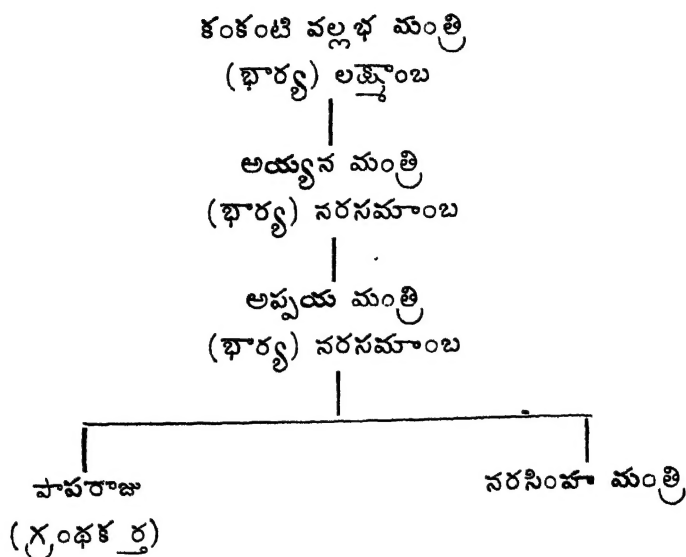 కంకంటి వల్లభ మంత్రి
(భార్య) లక్ష్మాంబ
అయ్యన మంత్రి
(భార్య) నరసమాంబ
అప్పయ మంత్రి
(భార్య) నరసమాంబ
పాపరాజు
నరసింహ మంత్రి
(గ్రంథకర్త)